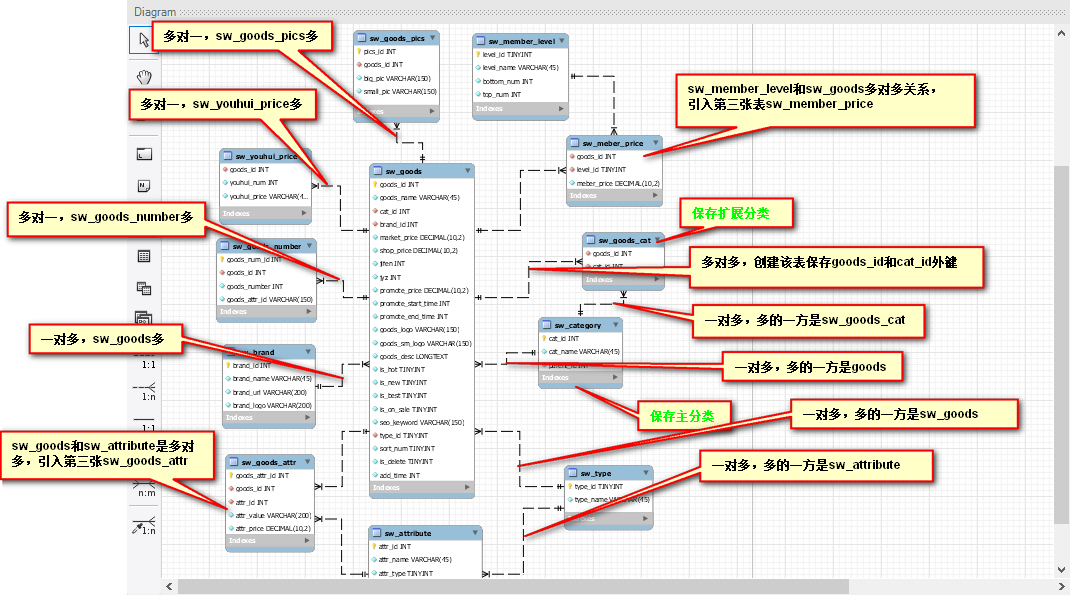 Diagram
多对一，sw_goods_pics多
多对一，sw_youhui_price多
多对一，sw_goods_number多
一对多，sw_goods多
sw_goods和sw_attribute是多对
多，引入第三张sw_goods_attr
sw_goods_pics
pics_id INT
goods_id INT
big_pic VARCHAR(150)
small_pic VARCHAR(150)
sw_member_level
level_id TINYINT
level_name VARCHAR(45)
bottom_num INT
top_num INT
Indexes
sw_member_level和sw_goods多对多关系，
引入第三张表sw_member_price
sw_meber_price
goods_id INT
level_id TINYINT
meber_price DECIMAL(10,2)
Indexes
sw_youhui_price
goods_id INT
youhui_num INT
youhui_price VARCHAR(4...
Indexes
sw_goods
goods_id INT
goods_name VARCHAR(45)
cat_id INT
brand_id INT
market_price DECIMAL(10,2)
shop_price DECIMAL(10,2)
jifen INT
jyz INT
promote_price DECIMAL(10,2)
promote_start_time INT
promote_end_time INT
goods_logo VARCHAR(150)
goods_sm_logo VARCHAR(150)
goods_desc LONGTEXT
is_hot TINYINT
is_new TINYINT
is_best TINYINT
is_on_sale TINYINT
seo_keyword VARCHAR(150)
type_id TINYINT
sort_num TINYINT
is_delete TINYINT
add_time INT
Indexes
保存扩展分类
sw_goods_cat
goods_id INT
cat_id INT
Indexes
多对多，创建该表保存goods_id和cat_id外键
sw_goods_number
goods_num_id INT
goods_id INT
goods_number INT
goods_attr_id VARCHAR(150)
Indexes
一对多，多的一方是sw_goods_cat
sw_category
cat_id INT
cat_name VARCHAR(45)
Indexes
一对多，多的一方是goods
保存主分类
sw_brand
brand_id INT
brand_name VARCHAR(45)
brand_url VARCHAR(200)
brand_logo VARCHAR(200)
Indexes
1:1
1:n
1:1
n:m
1:n
一对多，多的一方是sw_goods
一对多，多的一方是sw_attribute
sw_goods_attr
goods_attr_id INT
goods_id INT
attr_id INT
attr_value VARCHAR(200)
attr_price DECIMAL(10,2)
Indexes
sw_type
type_id TINYINT
type_name VARCHAR(45)
sw_attribute
attr_id INT
attr_name VARCHAR(45)
attr_type TINYINT